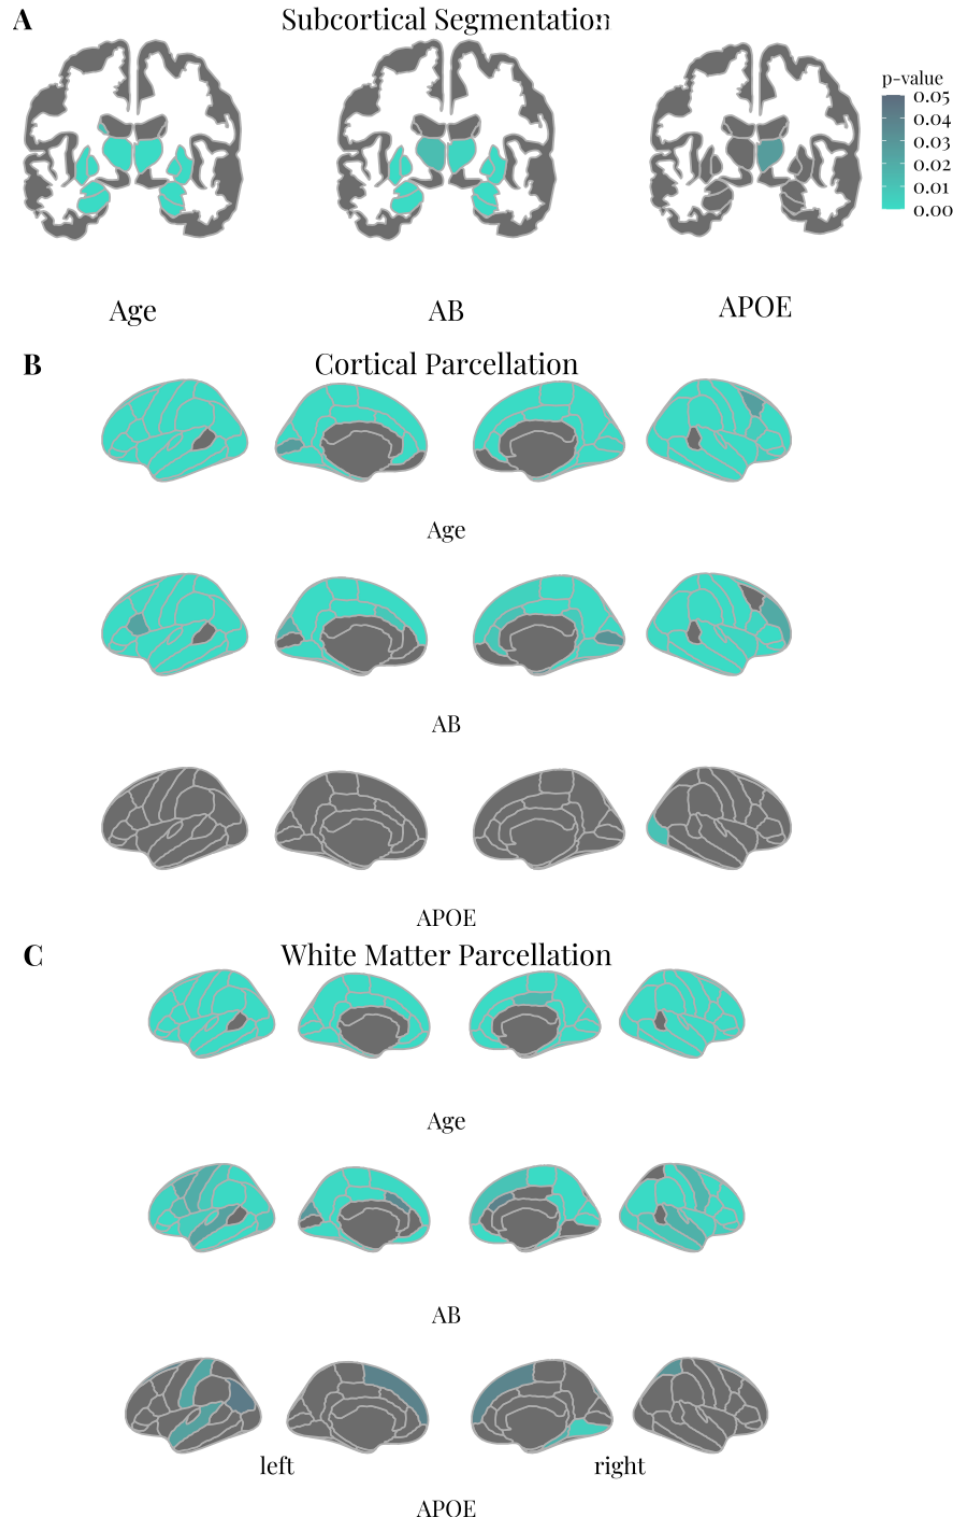 A
Subcortical Segmentation
p-value
0.05
0.04
0.03
0.02
0.01
0.00
Age
AB
APOE
B
Cortical Parcellation
Age
AB
APOE
C
White Matter Parcellation
Age
AB
left
right
APOE